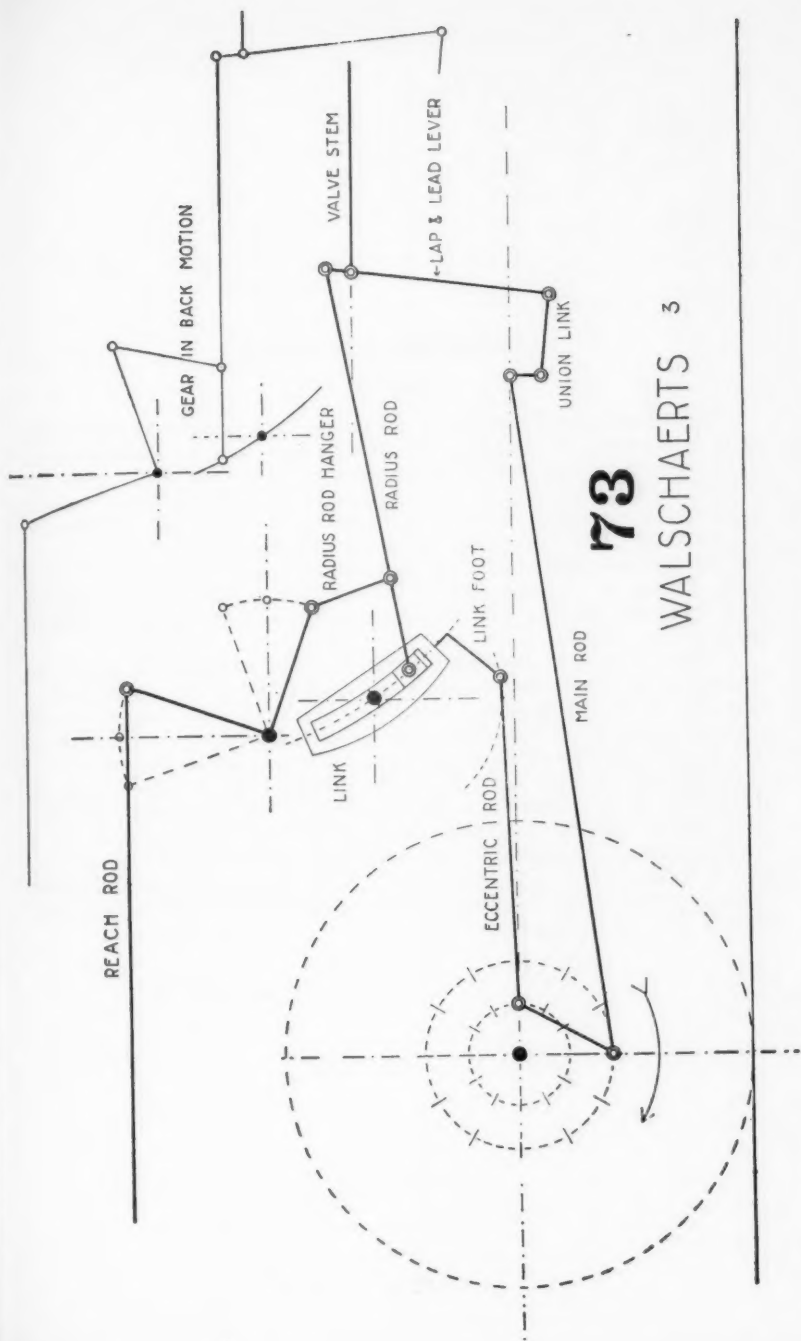 GEAR IN BACK MOTION
VALVE STEM
←LAP & LEAD LEVER
RADIUS ROD HANGER
RADIUS ROD
UNION LINK
REACH ROD
LINK
LINK FOOT
ECCENTRIC ROD
MAIN ROD
73
WALSCHAERTS 3